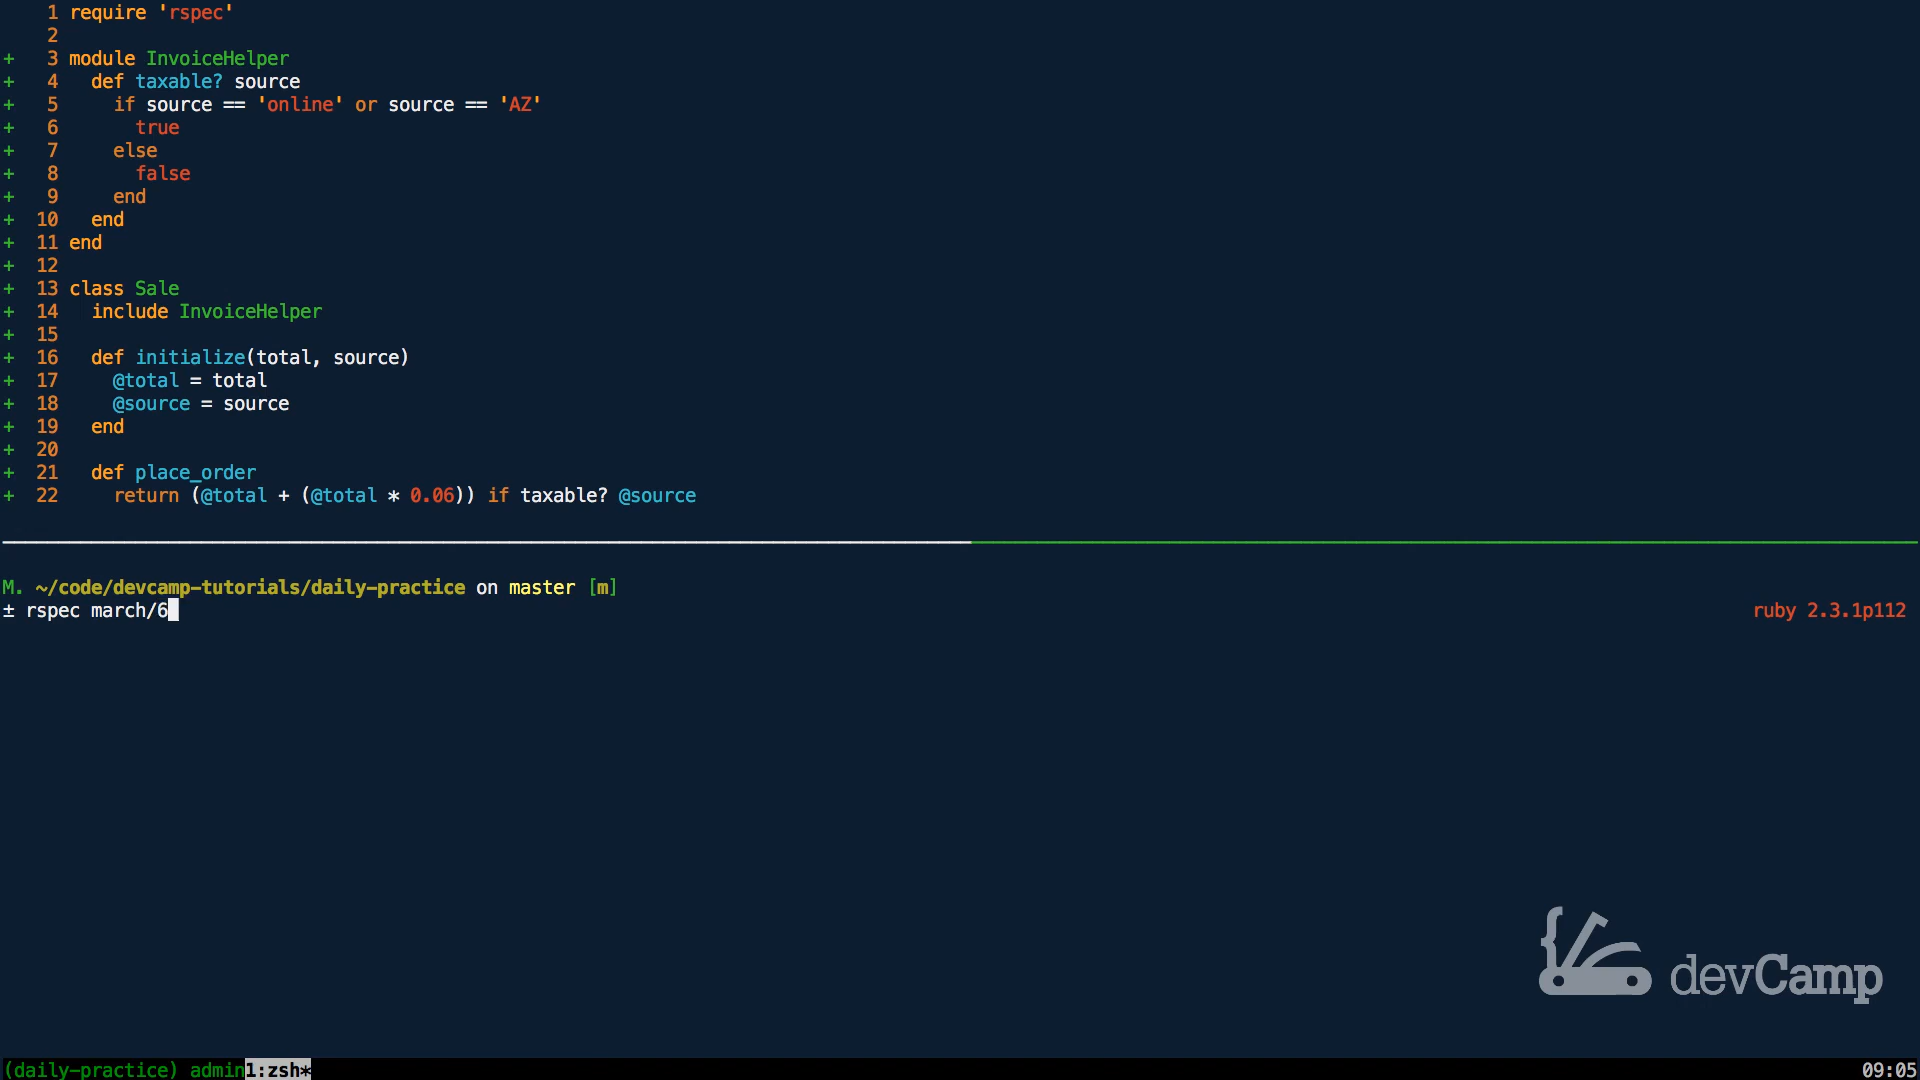 1 require 'rspec'
2
+ 3 module InvoiceHelper
+ 4   def taxable? source
+ 5     if source == 'online' or source == 'AZ'
+ 6       true
+ 7     else
+ 8       false
+ 9     end
+ 10   end
+ 11 end
+ 12
+ 13 class Sale
+ 14   include InvoiceHelper
+ 15
+ 16   def initialize(total, source)
+ 17     @total = total
+ 18     @source = source
+ 19   end
+ 20
+ 21   def place_order
+ 22     return (@total + (@total * 0.06)) if taxable? @source
M. ~/code/devcamp-tutorials/daily-practice on master [m]
± rspec march/6 ruby 2.3.1p112
devCamp
(daily-practice) admin 1:zsh* 09:05